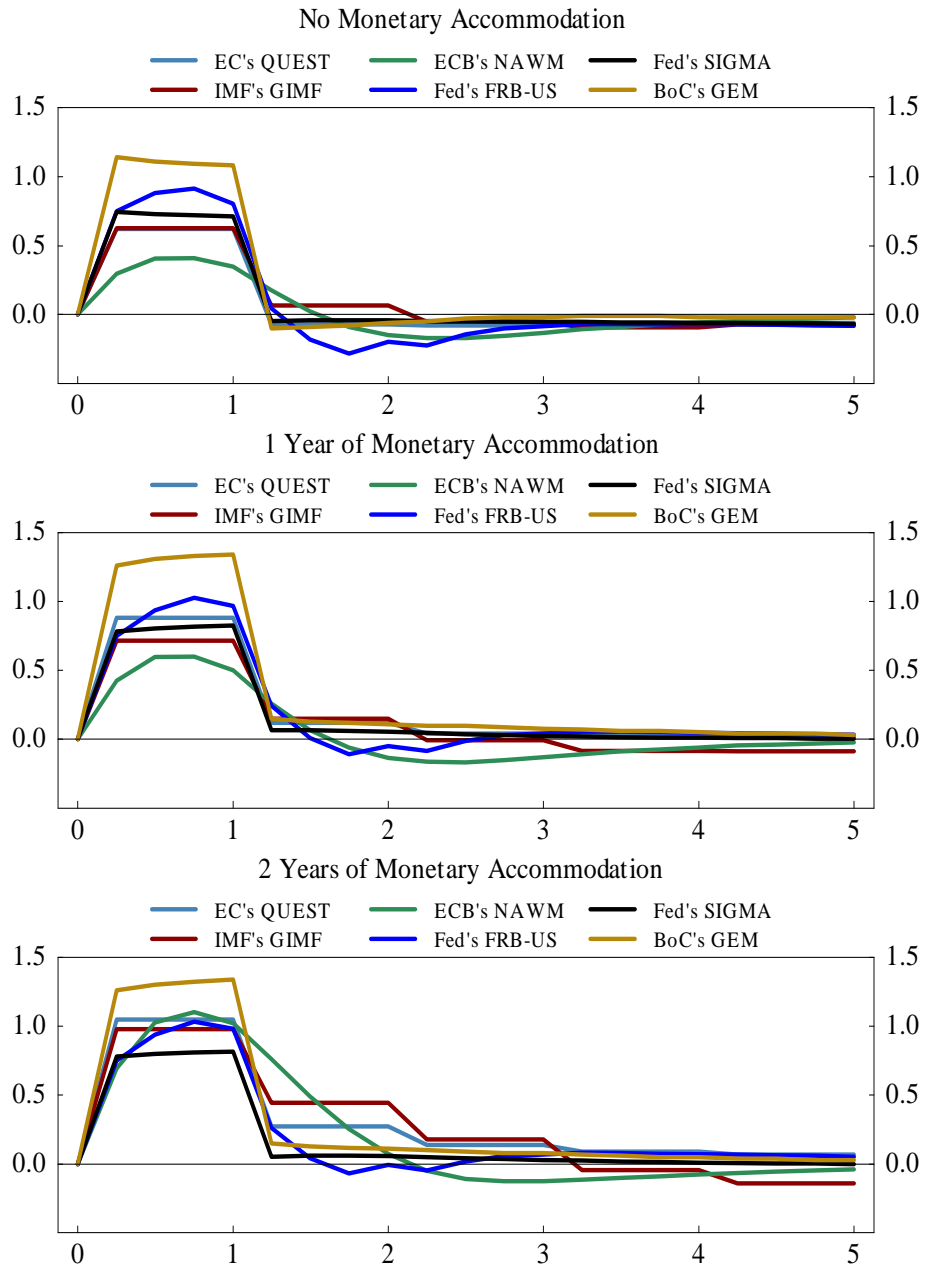 No Monetary Accommodation
EC's QUEST ECB's NAWM Fed's SIGMA
IMF's GIMF Fed's FRB-US BoC's GEM
1.5 1.5
1.0 1.0
0.5 0.5
0.0 0.0
0 1 2 3 4 5
1 Year of Monetary Accommodation
EC's QUEST ECB's NAWM Fed's SIGMA
IMF's GIMF Fed's FRB-US BoC's GEM
1.5 1.5
1.0 1.0
0.5 0.5
0.0 0.0
0 1 2 3 4 5
2 Years of Monetary Accommodation
EC's QUEST ECB's NAWM Fed's SIGMA
IMF's GIMF Fed's FRB-US BoC's GEM
1.5 1.5
1.0 1.0
0.5 0.5
0.0 0.0
0 1 2 3 4 5